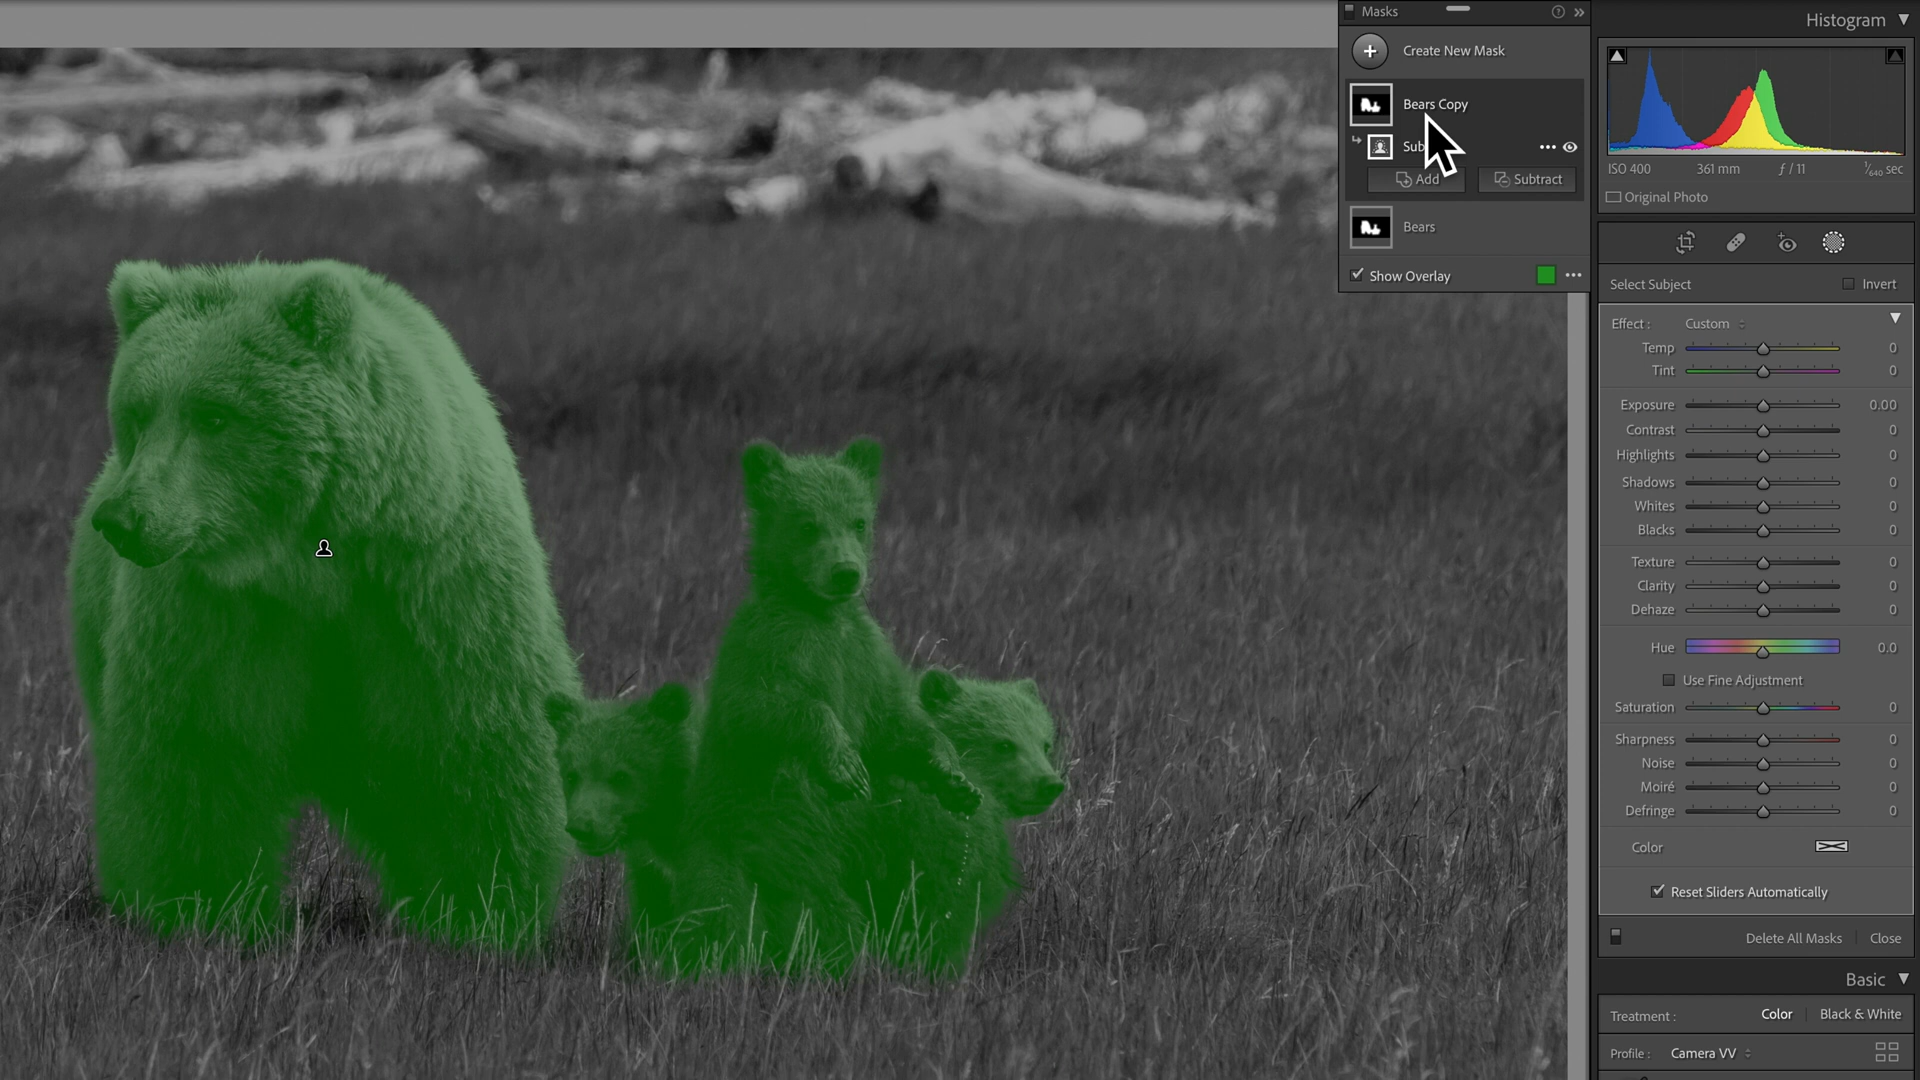 Masks
Create New Mask
Bears Copy
Sub
Add
Subtract
Bears
Show Overlay
Histogram
ISO 400
361 mm
ƒ / 11
1/640 sec
Original Photo
Select Subject
Invert
Effect :
Custom
Temp
0
Tint
0
Exposure
0.00
Contrast
0
Highlights
0
Shadows
0
Whites
0
Blacks
0
Texture
0
Clarity
0
Dehaze
0
Hue
0.0
Use Fine Adjustment
Saturation
0
Sharpness
0
Noise
0
Moiré
0
Defringe
0
Color
Reset Sliders Automatically
Delete All Masks
Close
Basic
Treatment :
Color
Black & White
Profile :
Camera VV